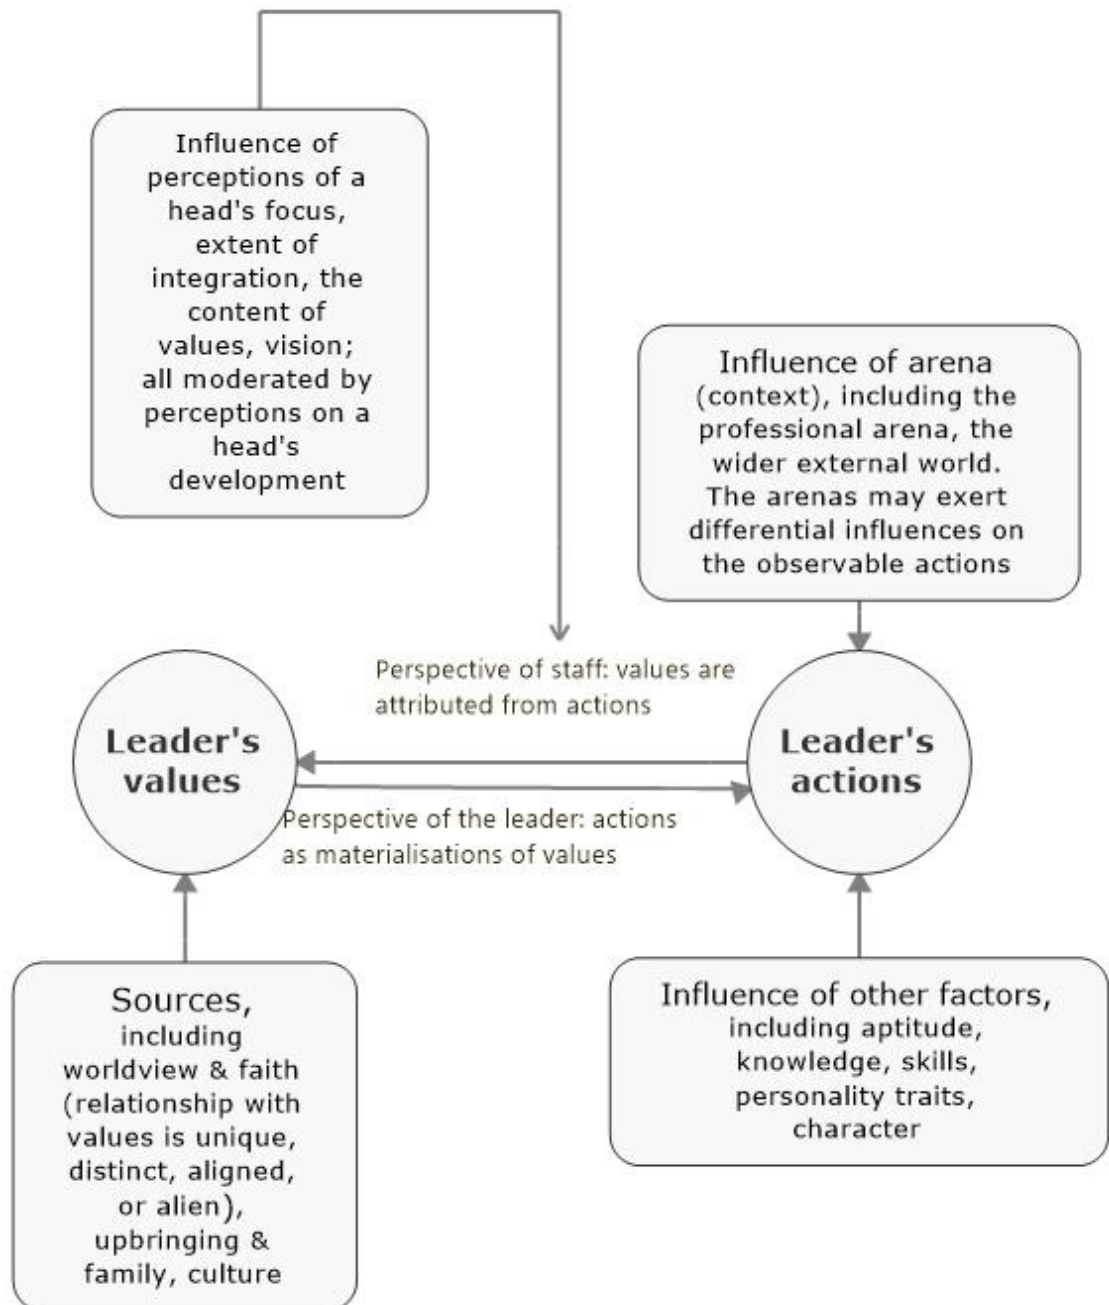 Influence of
perceptions of a
head's focus,
extent of
integration, the
content of
values, vision;
all moderated by
perceptions on a
head's
development
Influence of arena
(context), including the
professional arena, the
wider external world.
The arenas may exert
differential influences on
the observable actions
Perspective of staff: values are
attributed from actions
Leader's
values
Leader's
actions
Perspective of the leader: actions
as materialisations of values
Sources,
including
worldview & faith
(relationship with
values is unique,
distinct, aligned,
or alien),
upbringing &
family, culture
Influence of other factors,
including aptitude,
knowledge, skills,
personality traits,
character